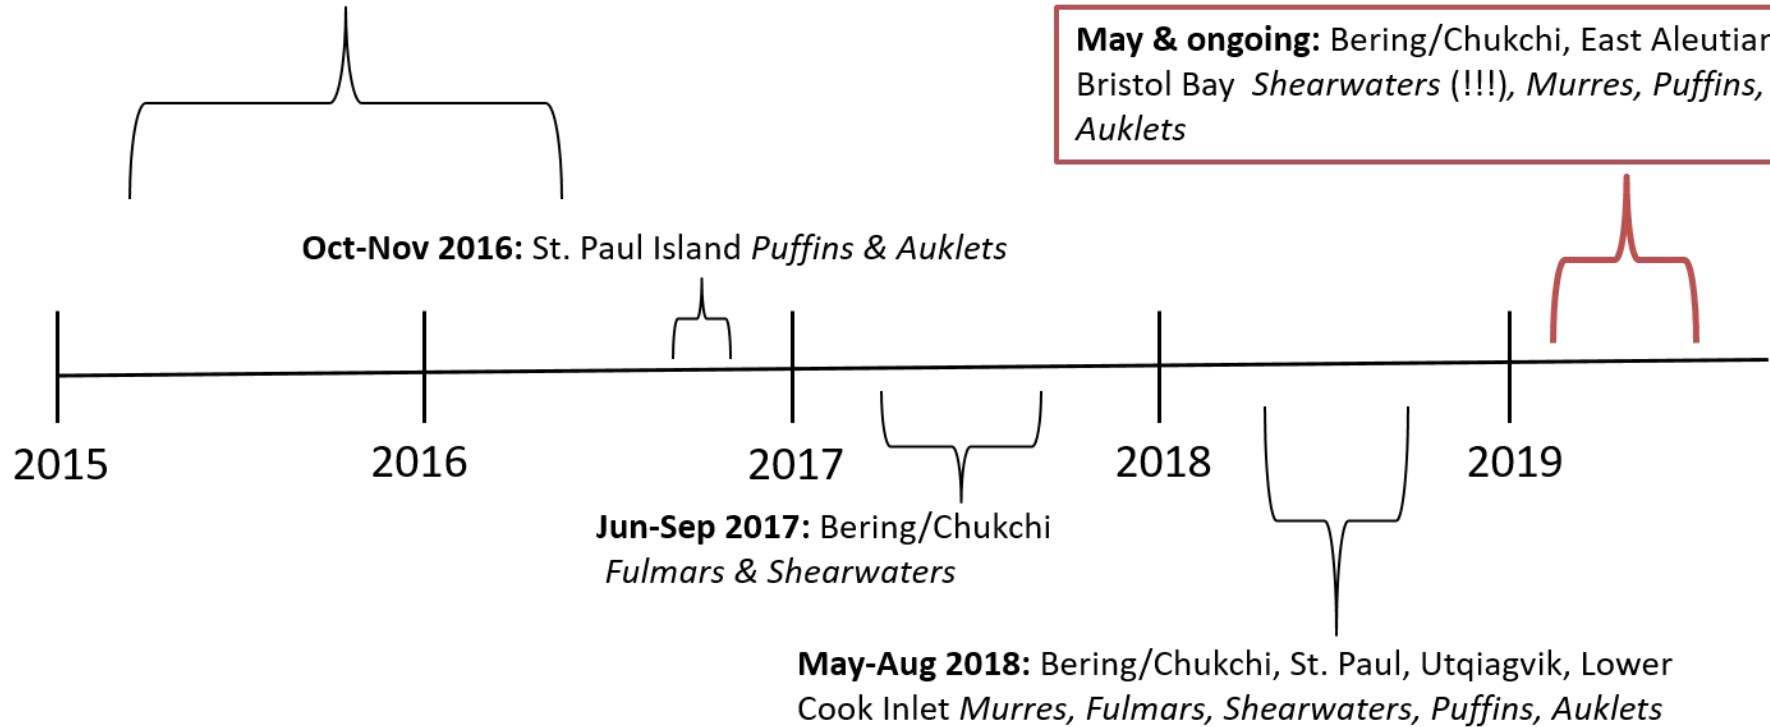 May & ongoing: Bering/Chukchi, East Aleutian
Bristol Bay Shearwaters (!!!), Murres, Puffins,
Auklets
Oct-Nov 2016: St. Paul Island Puffins & Auklets
2015 2016 2017 2018 2019
Jun-Sep 2017: Bering/Chukchi
Fulmars & Shearwaters
May-Aug 2018: Bering/Chukchi, St. Paul, Utqiagvik, Lower
Cook Inlet Murres, Fulmars, Shearwaters, Puffins, Auklets